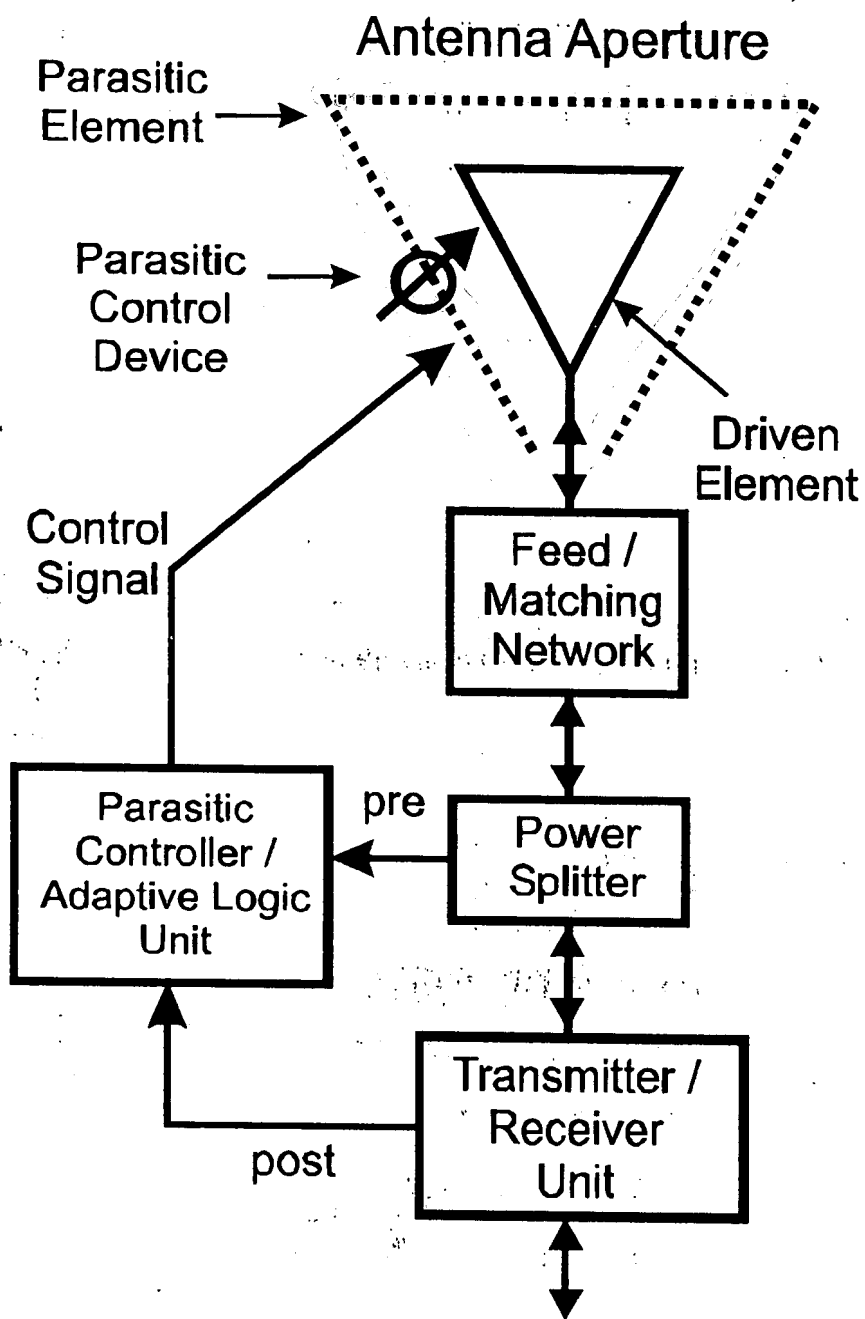 Antenna Aperture
Parasitic
Element
Parasitic
Control
Device
Driven
Element
Control
Signal
Feed /
Matching
Network
Parasitic
Controller /
Adaptive Logic
Unit
pre
Power
Splitter
Transmitter /
Receiver
Unit
post